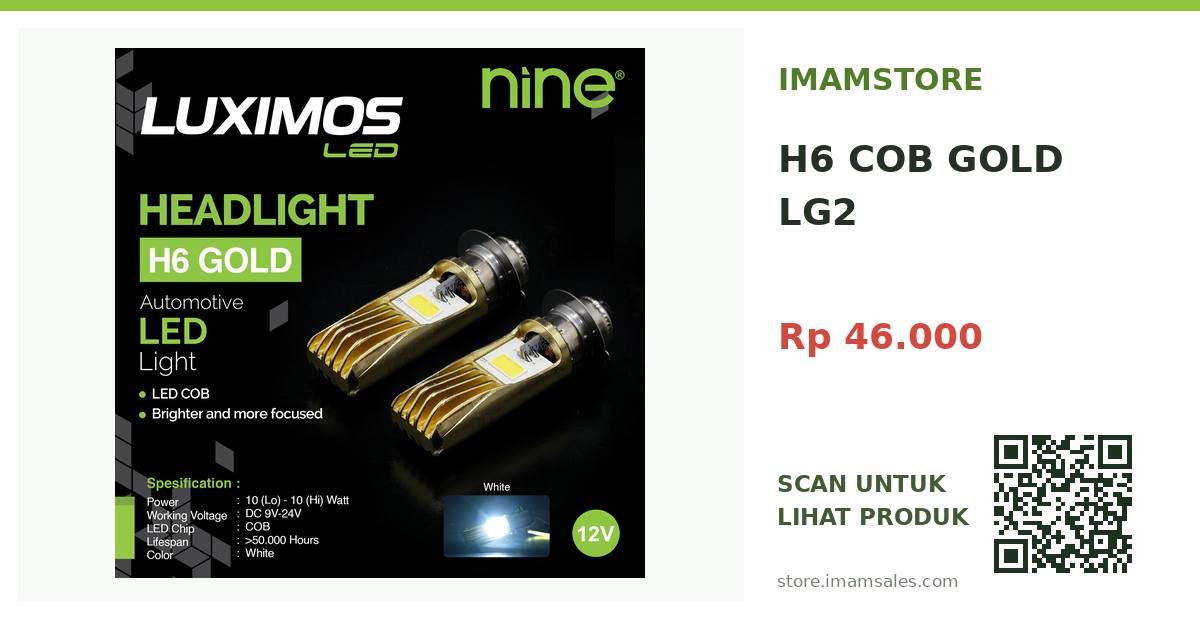 nine®
LUXIMOS
LED
HEADLIGHT
H6 GOLD
Automotive
LED
Light
• LED COB
• Brighter and more focused
Spesification :
Power : 10 (Lo) - 10 (Hi) Watt
Working Voltage : DC 9V-24V
LED Chip : COB
Lifespan : >50.000 Hours
Color : White
White
12V
IMAMSTORE
H6 COB GOLD
LG2
Rp 46.000
SCAN UNTUK
LIHAT PRODUK
store.imamsales.com